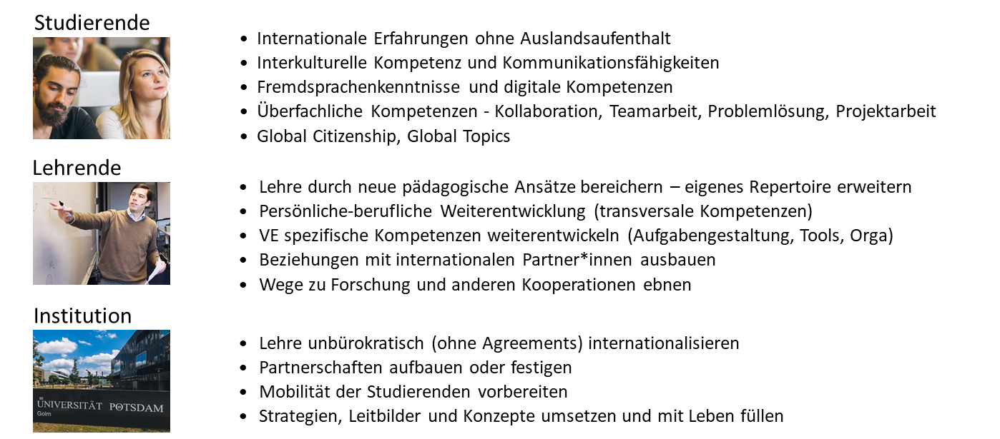 Studierende
• Internationale Erfahrungen ohne Auslandsaufenthalt
• Interkulturelle Kompetenz und Kommunikationsfähigkeiten
• Fremdsprachenkenntnisse und digitale Kompetenzen
• Überfachliche Kompetenzen - Kollaboration, Teamarbeit, Problemlösung, Projektarbeit
• Global Citizenship, Global Topics
Lehrende
• Lehre durch neue pädagogische Ansätze bereichern – eigenes Repertoire erweitern
• Persönliche-berufliche Weiterentwicklung (transversale Kompetenzen)
• VE spezifische Kompetenzen weiterentwickeln (Aufgabengestaltung, Tools, Orga)
• Beziehungen mit internationalen Partner*innen ausbauen
• Wege zu Forschung und anderen Kooperationen ebnen
Institution
• Lehre unbürokratisch (ohne Agreements) internationalisieren
• Partnerschaften aufbauen oder festigen
• Mobilität der Studierenden vorbereiten
• Strategien, Leitbilder und Konzepte umsetzen und mit Leben füllen
UNIVERSITÄT POTSDAM
Golm